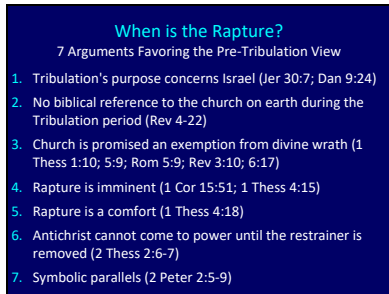 When is the Rapture?
7 Arguments Favoring the Pre-Tribulation View
1. Tribulation's purpose concerns Israel (Jer 30:7; Dan 9:24)
2. No biblical reference to the church on earth during the
Tribulation period (Rev 4-22)
3. Church is promised an exemption from divine wrath (1
Thess 1:10; 5:9; Rom 5:9; Rev 3:10; 6:17)
4. Rapture is imminent (1 Cor 15:51; 1 Thess 4:15)
5. Rapture is a comfort (1 Thess 4:18)
6. Antichrist cannot come to power until the restrainer is
removed (2 Thess 2:6-7)
7. Symbolic parallels (2 Peter 2:5-9)